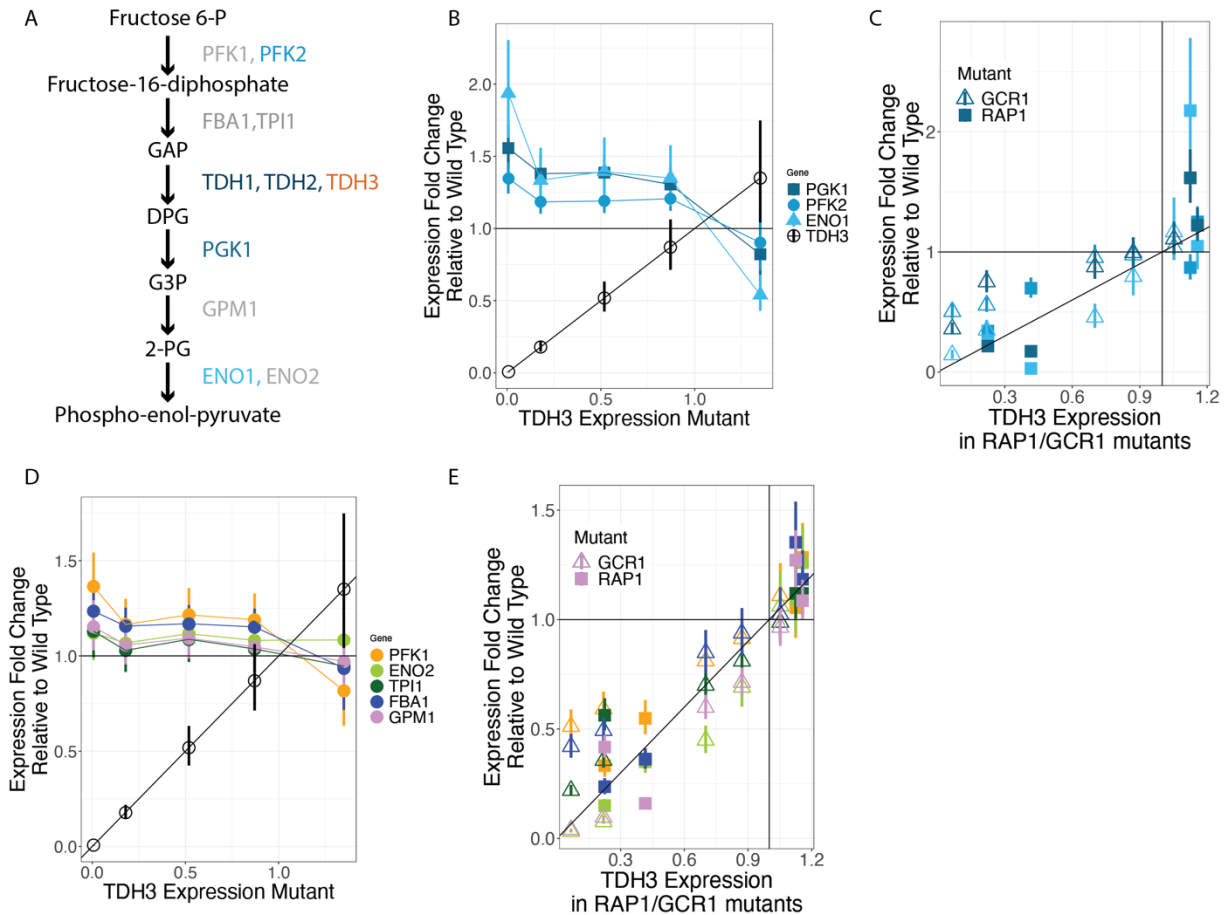 A
Fructose 6-P
PFK1, PFK2
Fructose-16-diphosphate
FBA1,TPI1
GAP
TDH1, TDH2, TDH3
DPG
PGK1
G3P
GPM1
2-PG
ENO1, ENO2
Phospho-enol-pyruvate
B
Expression Fold Change
Relative to Wild Type
2.0
1.5
1.0
0.5
0.0
0.0 0.5 1.0
TDH3 Expression Mutant
Gene
PGK1
PFK2
ENO1
TDH3
C
Expression Fold Change
Relative to Wild Type
2
1
0
Mutant
GCR1
RAP1
0.3 0.6 0.9 1.2
TDH3 Expression
in RAP1/GCR1 mutants
D
Expression Fold Change
Relative to Wild Type
1.5
1.0
0.5
0.0
0.0 0.5 1.0
TDH3 Expression Mutant
Gene
PFK1
ENO2
TPI1
FBA1
GPM1
E
Expression Fold Change
Relative to Wild Type
1.5
1.0
0.5
0.0
Mutant
GCR1
RAP1
0.3 0.6 0.9 1.2
TDH3 Expression
in RAP1/GCR1 mutants